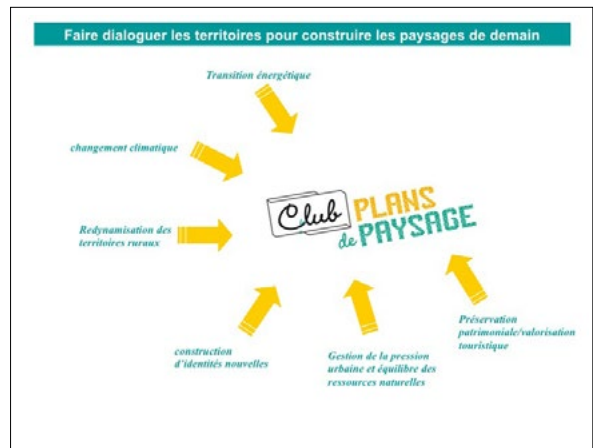 Faire dialoguer les territoires pour construire les paysages de demain
Transition énergétique
changement climatique
Club PLANS
de PAYSAGE
Redynamisation des
territoires ruraux
construction
d'identités nouvelles
Gestion de la pression
urbaine et équilibre des
ressources naturelles
Préservation
patrimoniale/valorisation
touristique